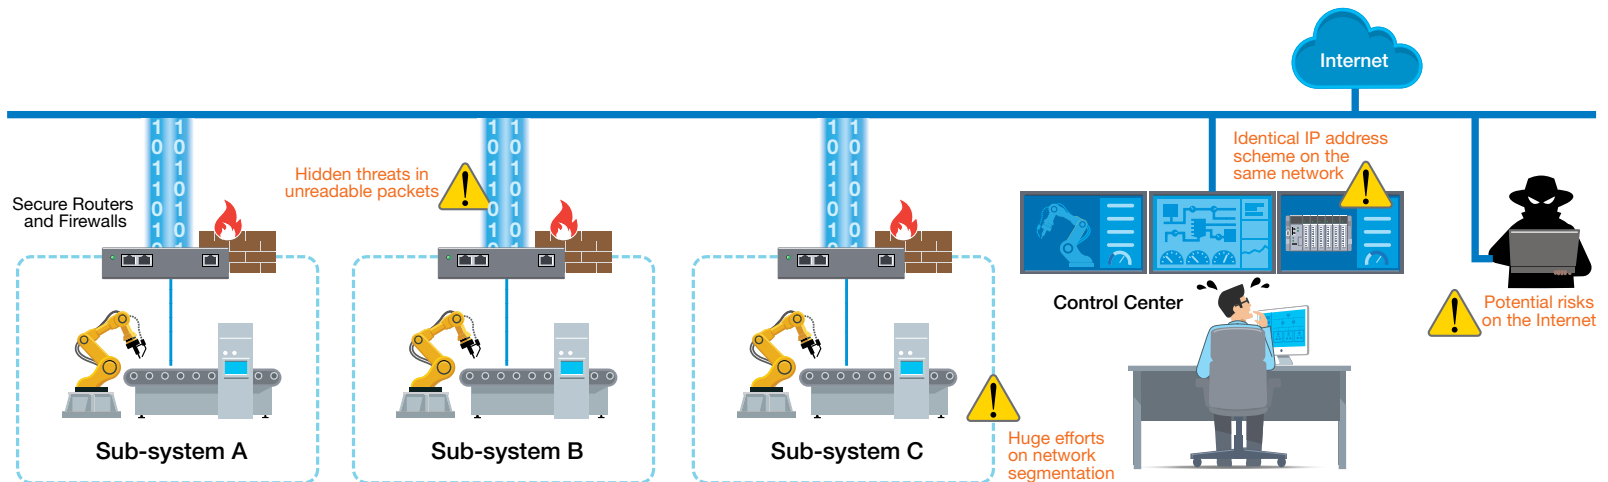 Internet
Identical IP address
scheme on the
same network
Hidden threats in
unreadable packets
Secure Routers
and Firewalls
Control Center
Potential risks
on the Internet
Sub-system A
Sub-system B
Sub-system C
Huge efforts
on network
segmentation